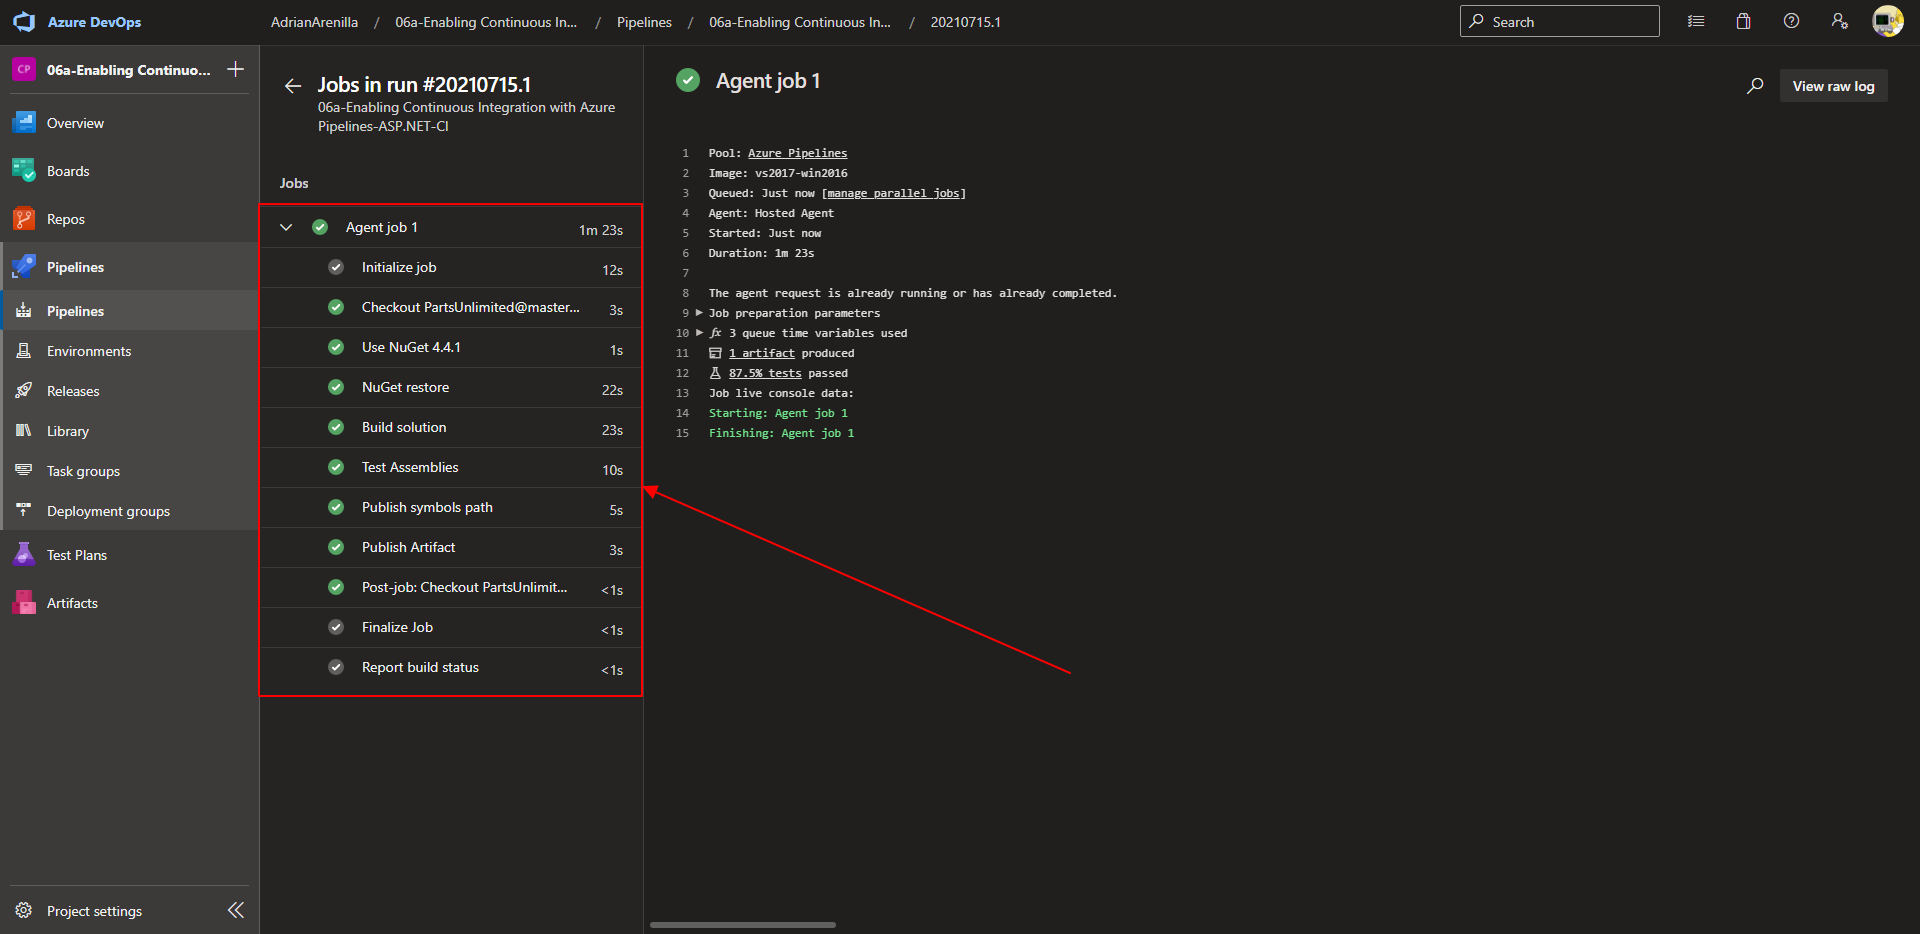 Azure DevOps
AdrianArenilla / 06a-Enabling Continuous In... / Pipelines / 06a-Enabling Continuous In... / 20210715.1
Search
CP
06a-Enabling Continuo...
Overview
Boards
Repos
Pipelines
Pipelines
Environments
Releases
Library
Task groups
Deployment groups
Test Plans
Artifacts
Project settings
Jobs in run #20210715.1
06a-Enabling Continuous Integration with Azure
Pipelines-ASP.NET-CI
Jobs
Agent job 1 1m 23s
Initialize job 12s
Checkout PartsUnlimited@master... 3s
Use NuGet 4.4.1 1s
NuGet restore 22s
Build solution 23s
Test Assemblies 10s
Publish symbols path 5s
Publish Artifact 3s
Post-job: Checkout PartsUnlimit... <1s
Finalize Job <1s
Report build status <1s
Agent job 1
View raw log
1 Pool: Azure Pipelines
2 Image: vs2017-win2016
3 Queued: Just now [manage parallel jobs]
4 Agent: Hosted Agent
5 Started: Just now
6 Duration: 1m 23s
7
8 The agent request is already running or has already completed.
9 Job preparation parameters
10 fx 3 queue time variables used
11 1 artifact produced
12 87.5% tests passed
13 Job live console data:
14 Starting: Agent job 1
15 Finishing: Agent job 1